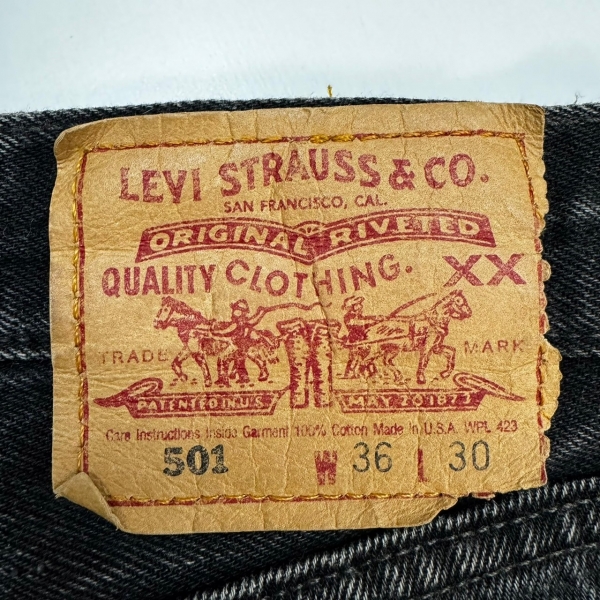 LEVI STRAUSS & CO.
SAN FRANCISCO, CAL.
ORIGINAL RIVETED
QUALITY CLOTHING. XX
TRADE MARK
PATENTED IN U.S. MAY 20 1873
Care Instructions Inside Garment 100% Cotton Made in U.S.A. WPL 423
501 W 36 L 30